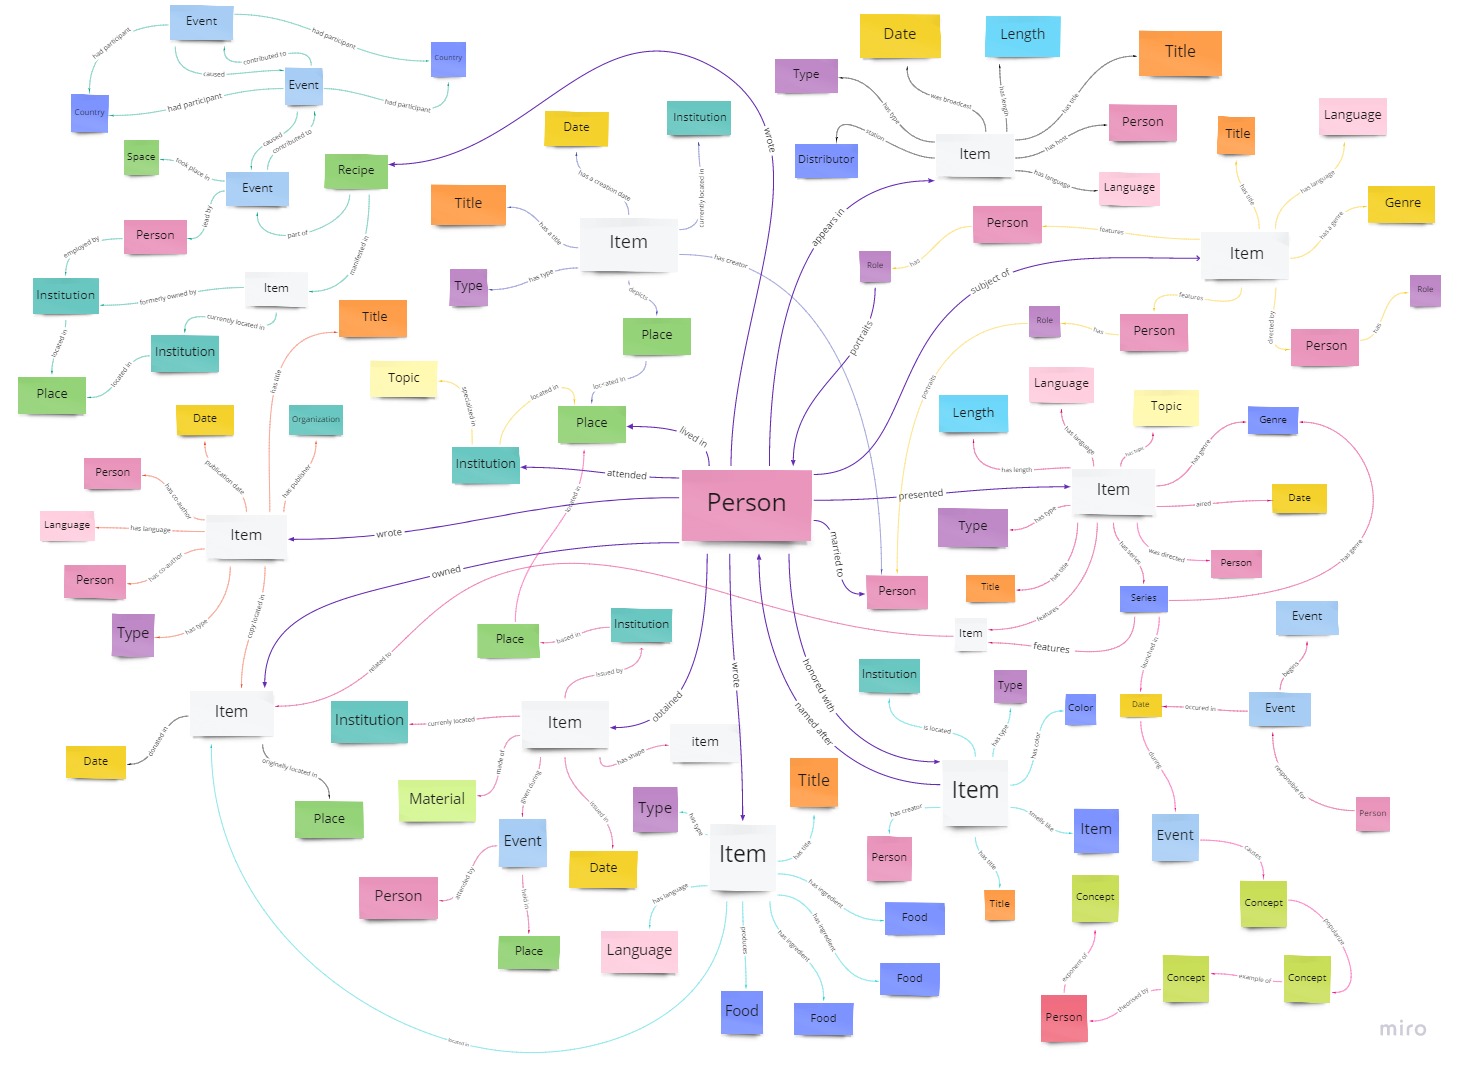 Event
had participant
had participant
contributed to
caused
Country
Event
Country
had participant
had participant
caused
contributed to
Space
took place in
Event
Recipe
lead by
part of
manifested in
Person
employed by
Institution
formerly owned by
Item
located in
currently located in
Institution
located in
Place
Date
Institution
has a creation date
currently located in
Title
has a title
Item
has type
Type
has creator
depicts
Place
located in
Title
has title
Topic
specialized in
located in
Place
Institution
lived in
attended
Person
wrote
appears in
portraits
subject of
presented
married to
Person
Date
Length
Title
Type
was broadcast
has length
has title
has type
station
Distributor
Item
has host
Person
has language
Language
Title
Language
has title
has language
Genre
has a genre
Person
features
Item
Role
has
features
directed by
Role
has
Person
has
Person
Role
portraits
Language
Topic
Length
has language
Genre
has genre
has length
Item
aired
Date
Type
has type
has series
was directed
Person
has title
Title
features
Series
has genre
Item
features
launched in
Event
begins
Date
occured in
Event
during
responsible for
Person
Event
causes
Concept
Concept
popularize
exponent of
Concept
example of
Concept
theorised by
Person
Date
Organization
publication date
has publisher
Person
has co-author
Language
has language
Item
wrote
Person
has co-author
Type
has type
copy located in
owned
located in
Place
based in
Institution
issued by
related to
Item
donated in
Date
originally located in
Place
Institution
currenly located
Item
obtained
has shape
item
made of
Material
given during
issued in
Event
Date
Person
attended by
held in
Place
wrote
honored with
named after
Institution
Type
Color
is located
has type
has color
Item
has creator
smells like
Item
Person
has title
Title
Title
Type
has type
has title
Item
has language
Language
produces
has ingredient
has ingredient
has ingredient
Food
Food
Food
Food
located in
miro